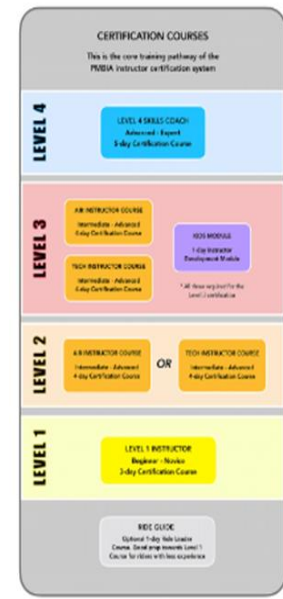 CERTIFICATION COURSES
This is the core training pathway of the
PMBIA instructor certification system
LEVEL 4
LEVEL 4 SKILLS COACH
Advanced - Expert
5-day Certification Course
LEVEL 3
AIR INSTRUCTOR COURSE
Intermediate - Advanced
4-day Certification Course
TECH INSTRUCTOR COURSE
Intermediate - Advanced
4-day Certification Course
KIDS MODULE
1-day Instructor
Development Module
* All three required for the
Level 3 certification
LEVEL 2
AIR INSTRUCTOR COURSE
Intermediate - Advanced
4-day Certification Course
OR
TECH INSTRUCTOR COURSE
Intermediate - Advanced
4-day Certification Course
LEVEL 1
LEVEL 1 INSTRUCTOR
Beginner - Novice
3-day Certification Course
RIDE GUIDE
Optional 1-day Ride Leader
Course. Good prep towards Level 1
Course for riders with less experience